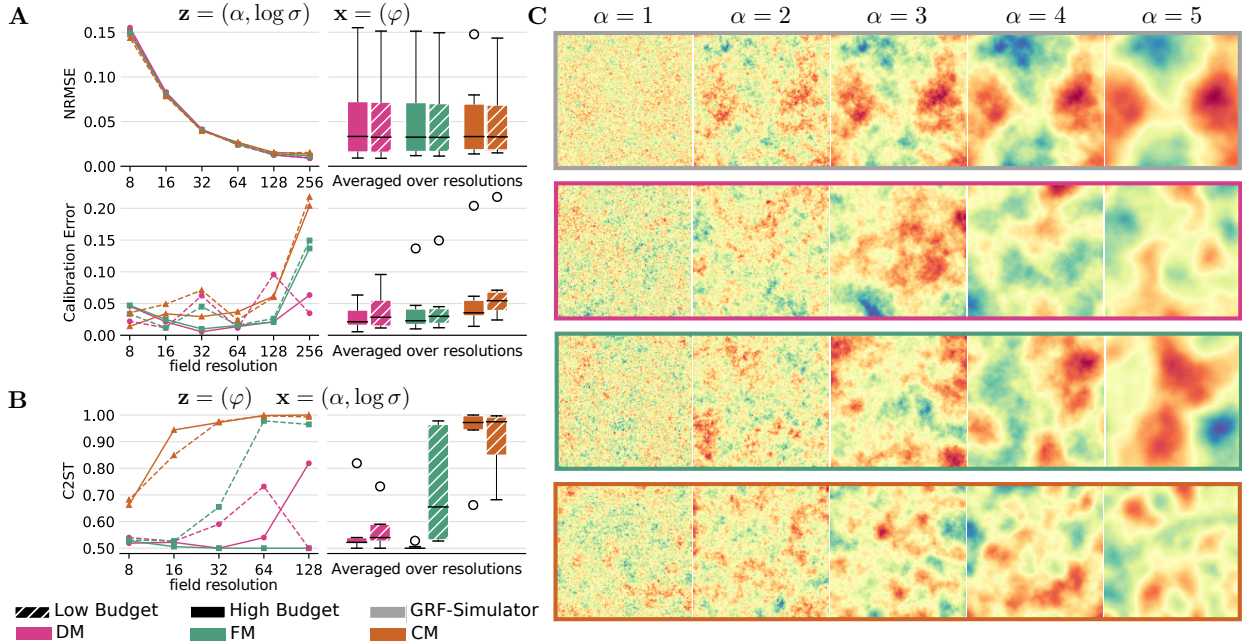 A
z = (α, log σ)   x = (φ)
NRMSE
0.15
0.10
0.05
0.00
8 16 32 64 128 256
Averaged over resolutions
Calibration Error
0.20
0.15
0.10
0.05
0.00
8 16 32 64 128 256
field resolution
Averaged over resolutions
B
z = (φ)   x = (α, log σ)
C2ST
1.00
0.90
0.80
0.70
0.60
0.50
8 16 32 64 128
field resolution
Averaged over resolutions
Low Budget   High Budget   GRF-Simulator
DM   FM   CM
C
α = 1   α = 2   α = 3   α = 4   α = 5